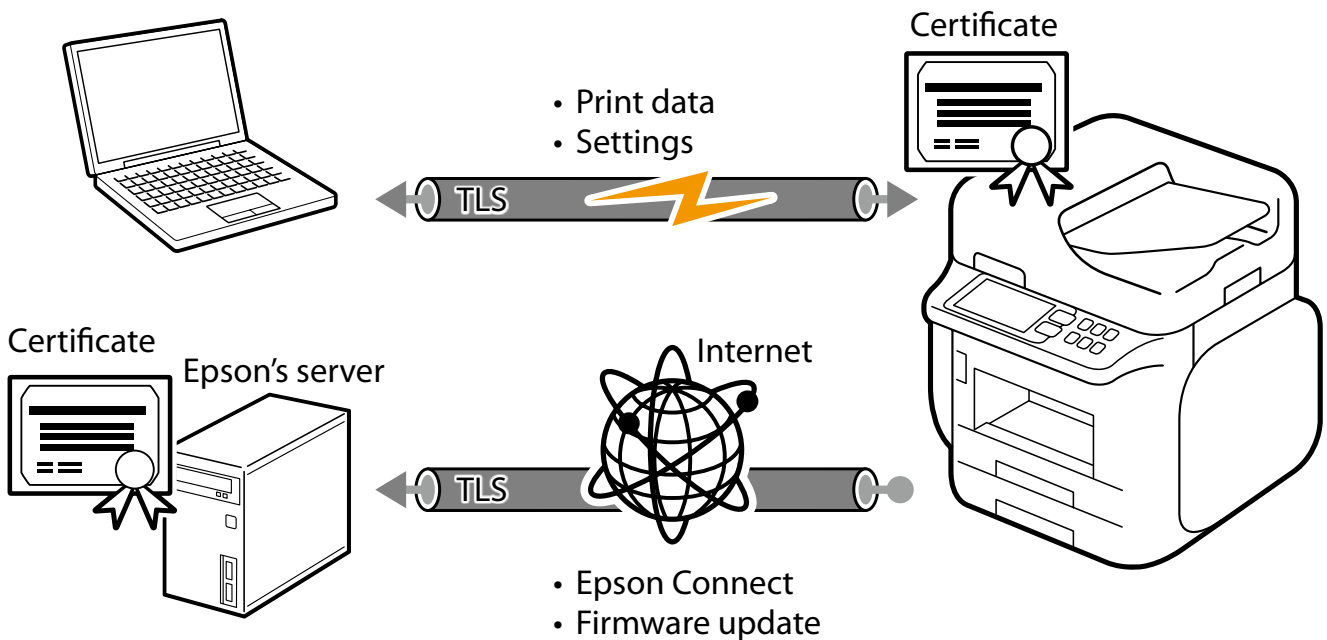 Certificate
• Print data
• Settings
TLS
Certificate
Epson's server
Internet
TLS
• Epson Connect
• Firmware update